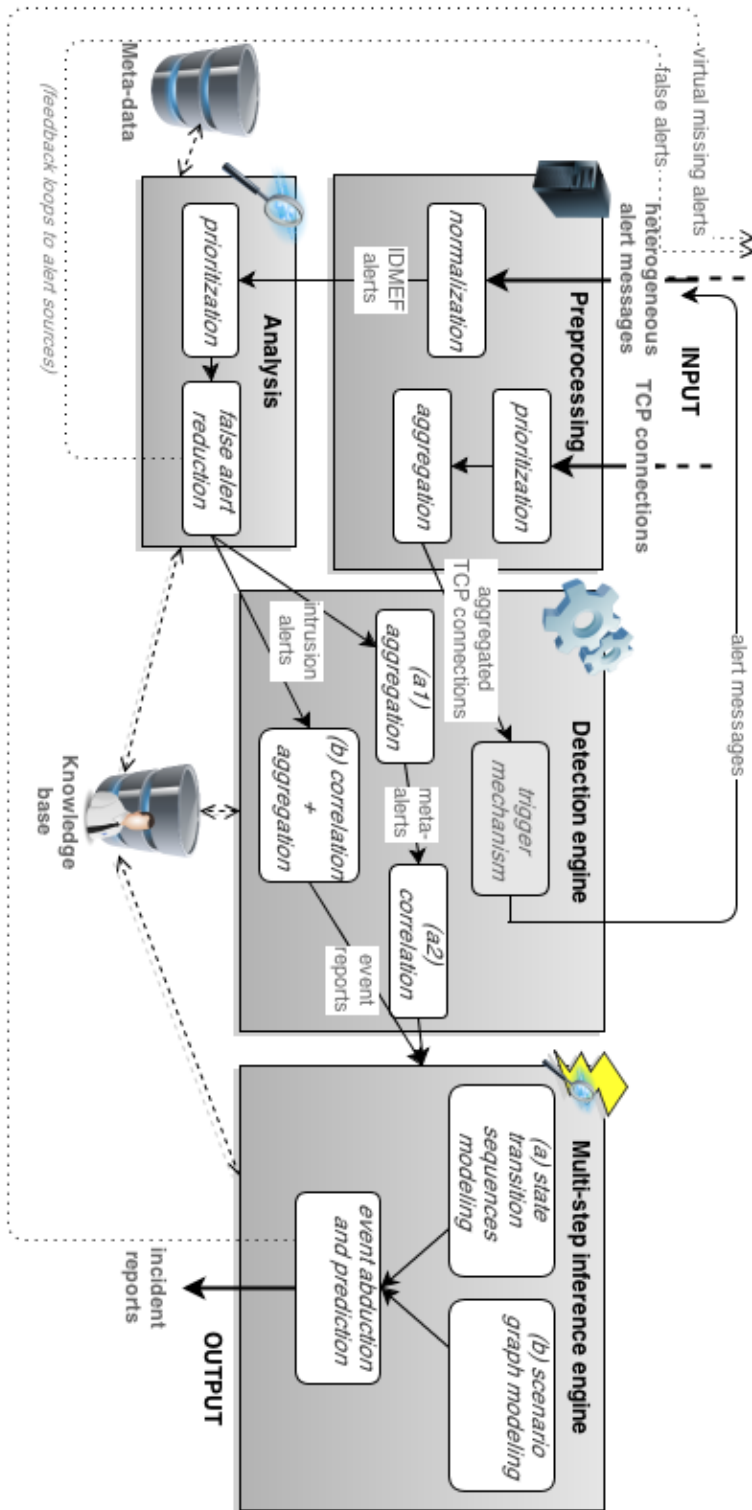 virtual missing alerts
false alerts
heterogeneous
alert messages
INPUT
TCP connections
alert messages
Preprocessing
normalization
prioritization
aggregation
IDMEF
alerts
Meta-data
Analysis
prioritization
false alert
reduction
(feedback loops to alert sources)
aggregated
TCP connections
intrusion
alerts
Detection engine
trigger
mechanism
(a1)
aggregation
meta-
alerts
(a2)
correlation
(b) correlation
+
aggregation
event
reports
Knowledge
base
Multi-step inference engine
(a) state
transition
sequences
modeling
(b) scenario
graph modeling
event abduction
and prediction
incident
reports
OUTPUT